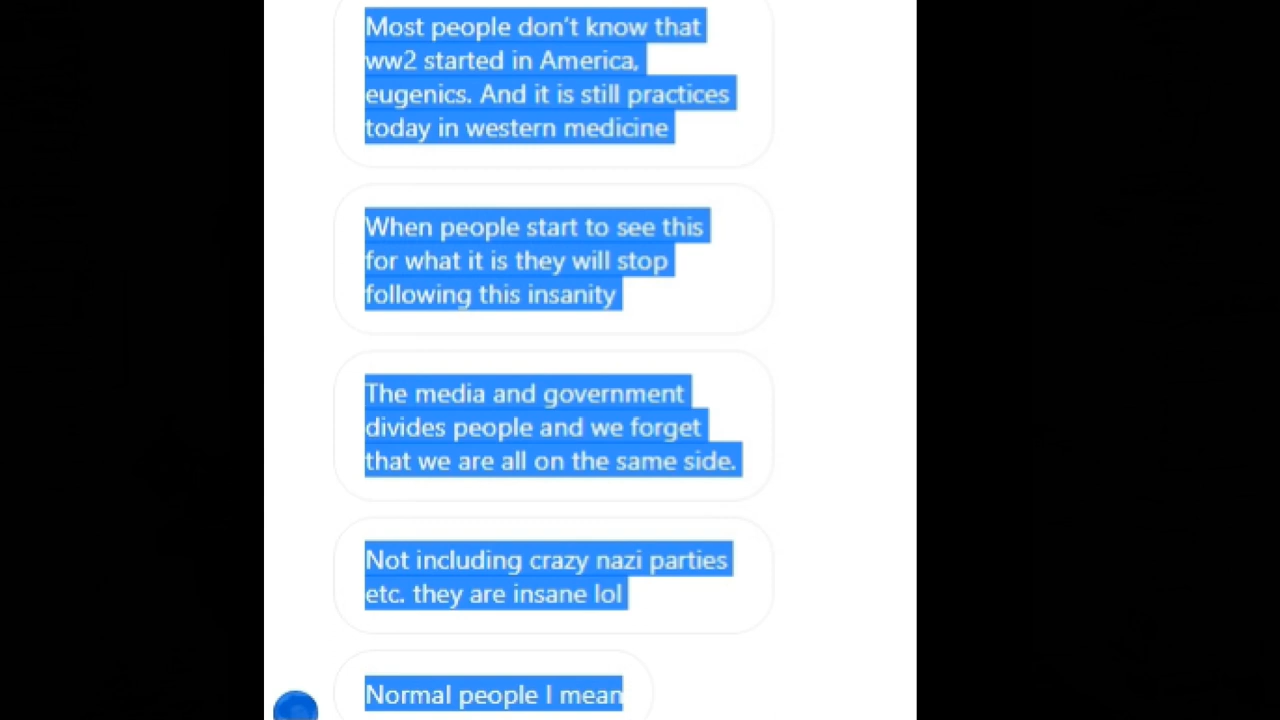 Most people don't know that
ww2 started in America,
eugenics. And it is still practices
today in western medicine
When people start to see this
for what it is they will stop
following this insanity
The media and government
divides people and we forget
that we are all on the same side.
Not including crazy nazi parties
etc. they are insane lol
Normal people I mean